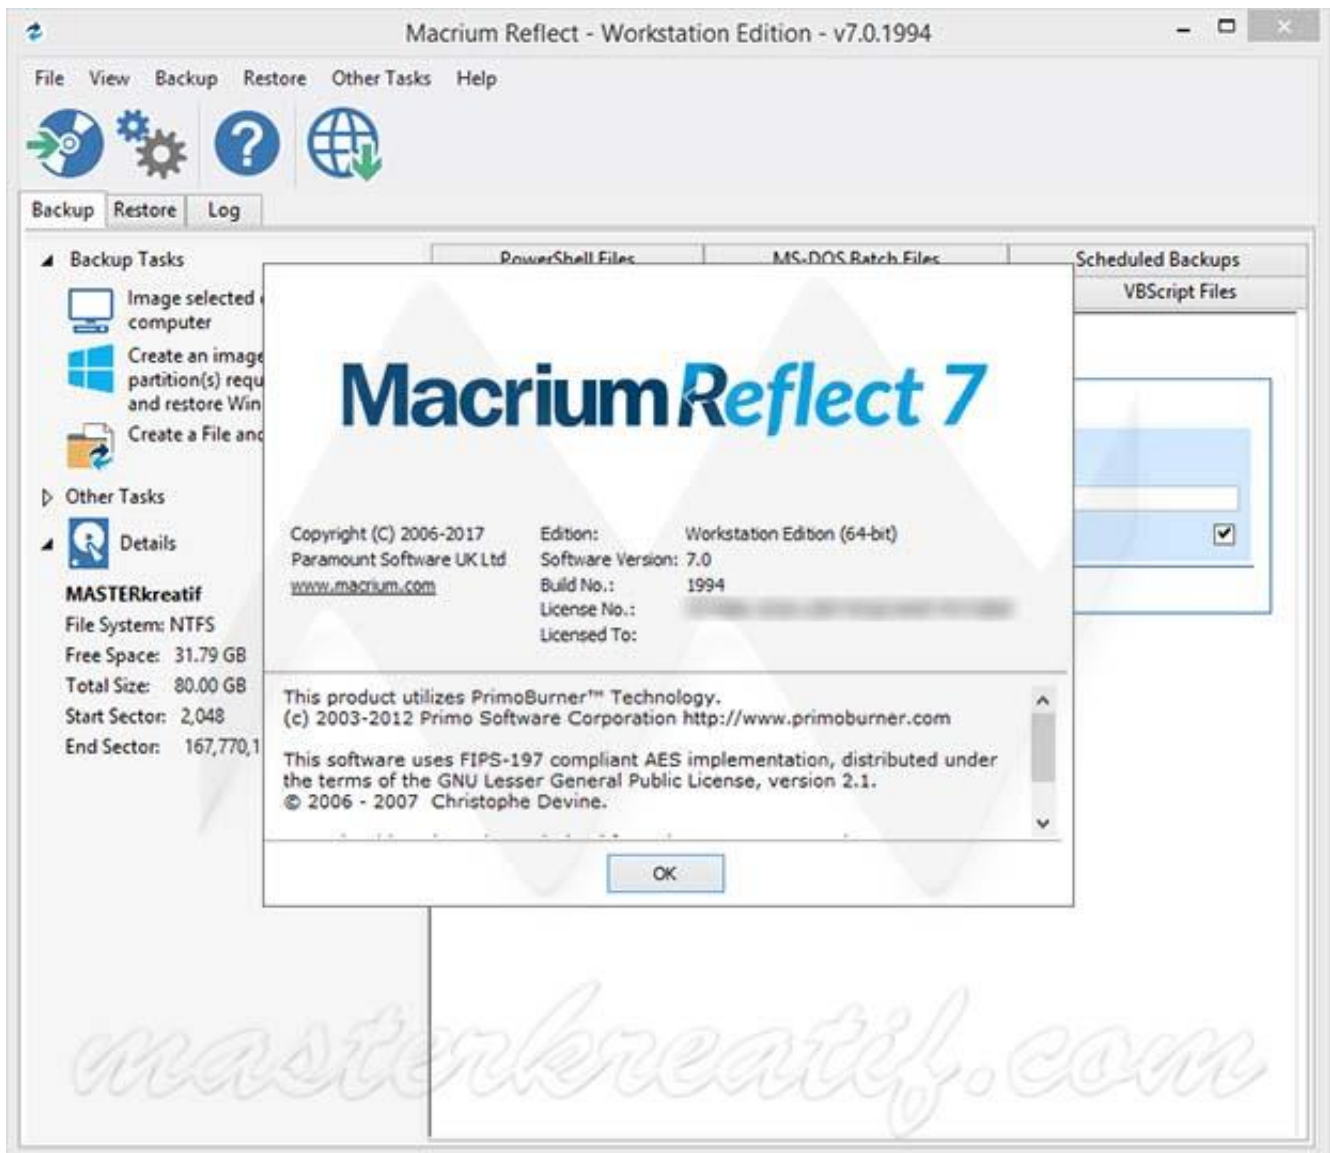 Macrium Reflect - Workstation Edition - v7.0.1994
File View Backup Restore Other Tasks Help
Backup Restore Log
Backup Tasks
PowerShell Files MS-DOS Batch Files Scheduled Backups
VBScript Files
Image selected
computer
Create an image
partition(s) requ
and restore Win
Create a File and
Other Tasks
Details
MASTERkreatif
File System: NTFS
Free Space: 31.79 GB
Total Size: 80.00 GB
Start Sector: 2,048
End Sector: 167,770,1
Macrium Reflect 7
Copyright (C) 2006-2017
Paramount Software UK Ltd
www.macrium.com
Edition: Workstation Edition (64-bit)
Software Version: 7.0
Build No.: 1994
License No.:
Licensed To:
This product utilizes PrimoBurner™ Technology.
(c) 2003-2012 Primo Software Corporation http://www.primoburner.com
This software uses FIPS-197 compliant AES implementation, distributed under
the terms of the GNU Lesser General Public License, version 2.1.
© 2006 - 2007 Christophe Devine.
OK
masterkreatif.com